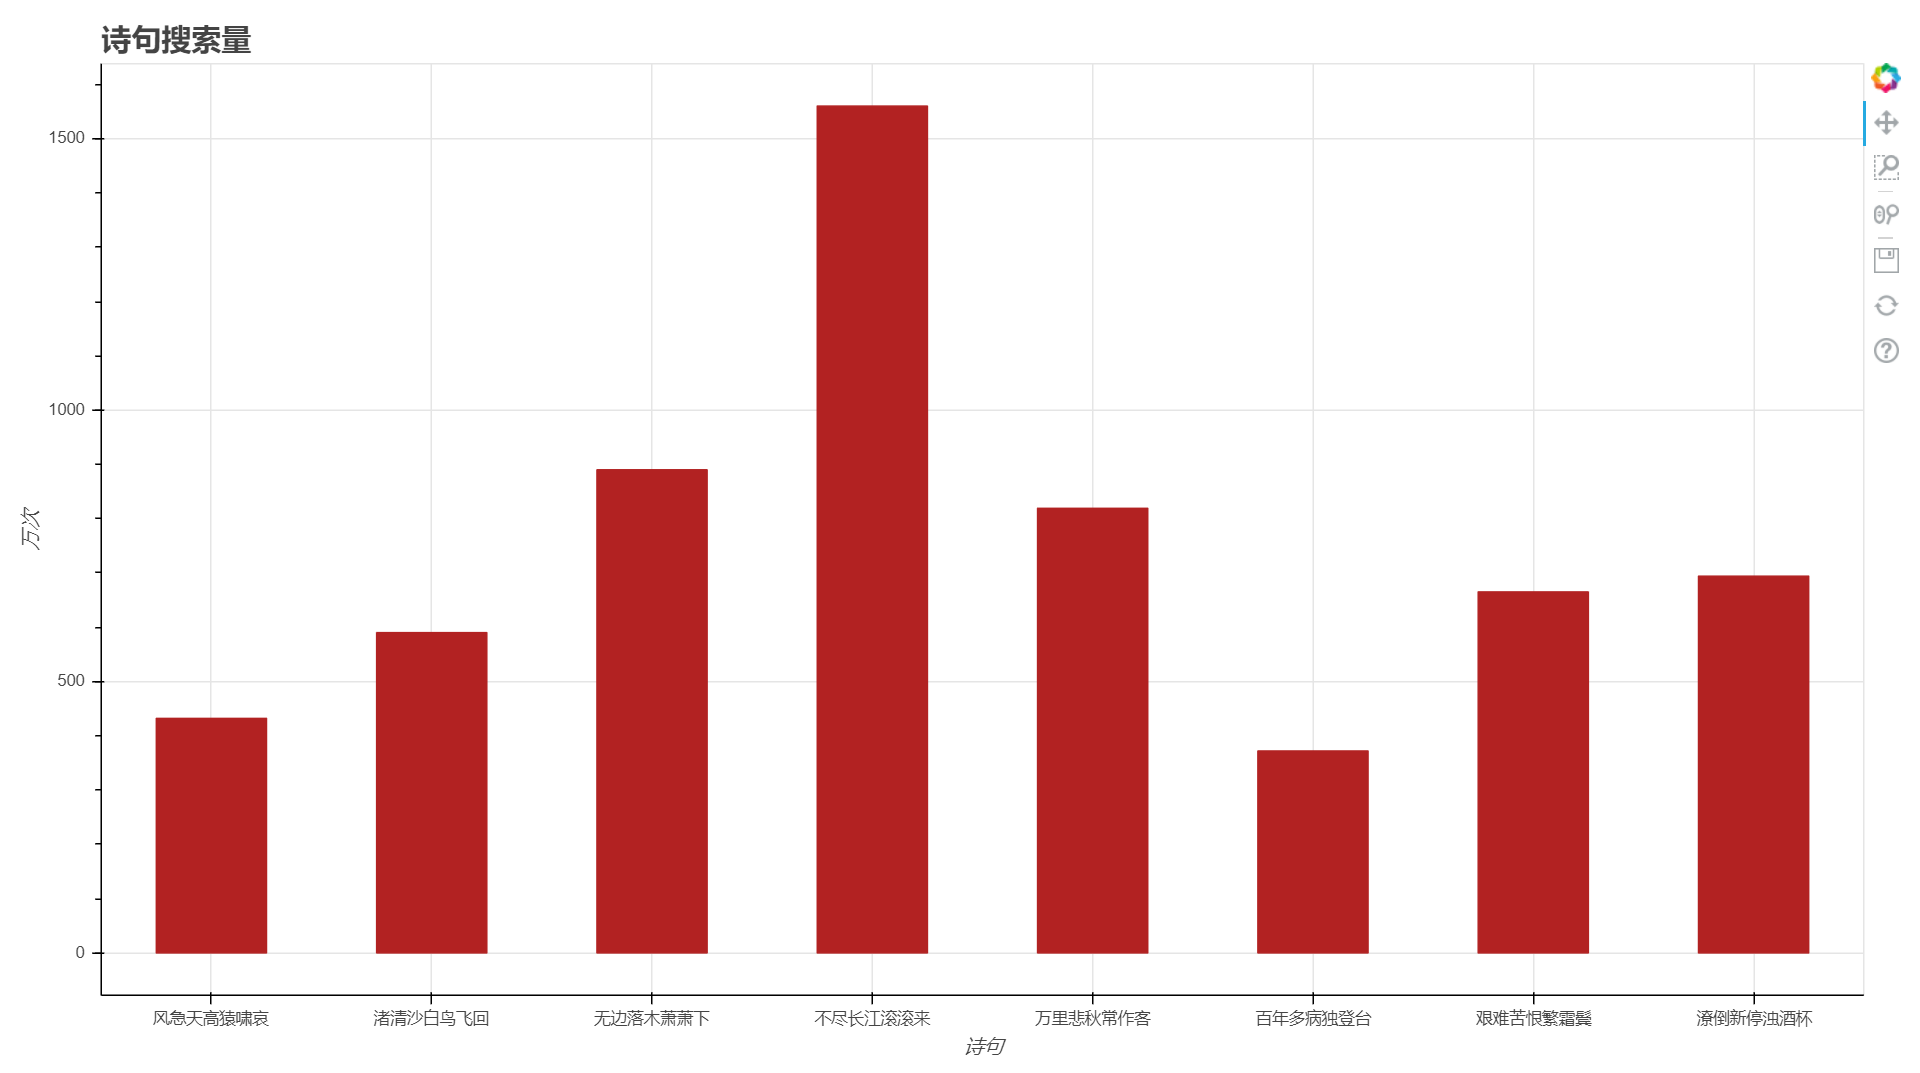 诗句搜索量
1500
1000
500
0
万次
风急天高猿啸哀
渚清沙白鸟飞回
无边落木萧萧下
不尽长江滚滚来
万里悲秋常作客
百年多病独登台
艰难苦恨繁霜鬓
潦倒新停浊酒杯
诗句